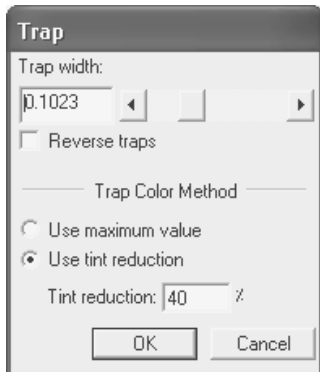 Trap
Trap width:
0.1023
Reverse traps
Trap Color Method
Use maximum value
Use tint reduction
Tint reduction: 40 %
OK Cancel